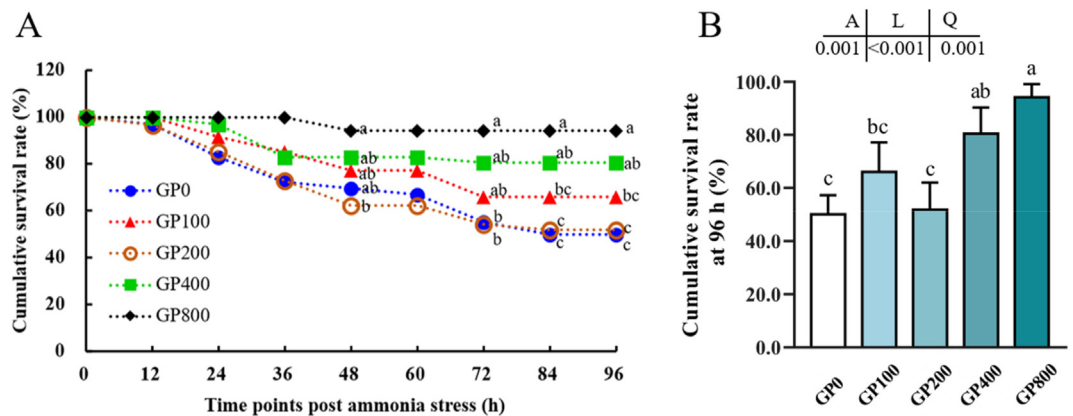 A
Cumulative survival rate (%)
120
100
80
60
40
20
0
GP0
GP100
GP200
GP400
GP800
a
ab
ab
ab
b
a
ab
ab
b
b
a
ab
bc
c
c
a
ab
bc
c
c
0 12 24 36 48 60 72 84 96
Time points post ammonia stress (h)
B
A L Q
0.001 <0.001 0.001
Cumulative survival rate
at 96 h (%)
100.0
80.0
60.0
40.0
20.0
0.0
c
bc
c
ab
a
GP0 GP100 GP200 GP400 GP800